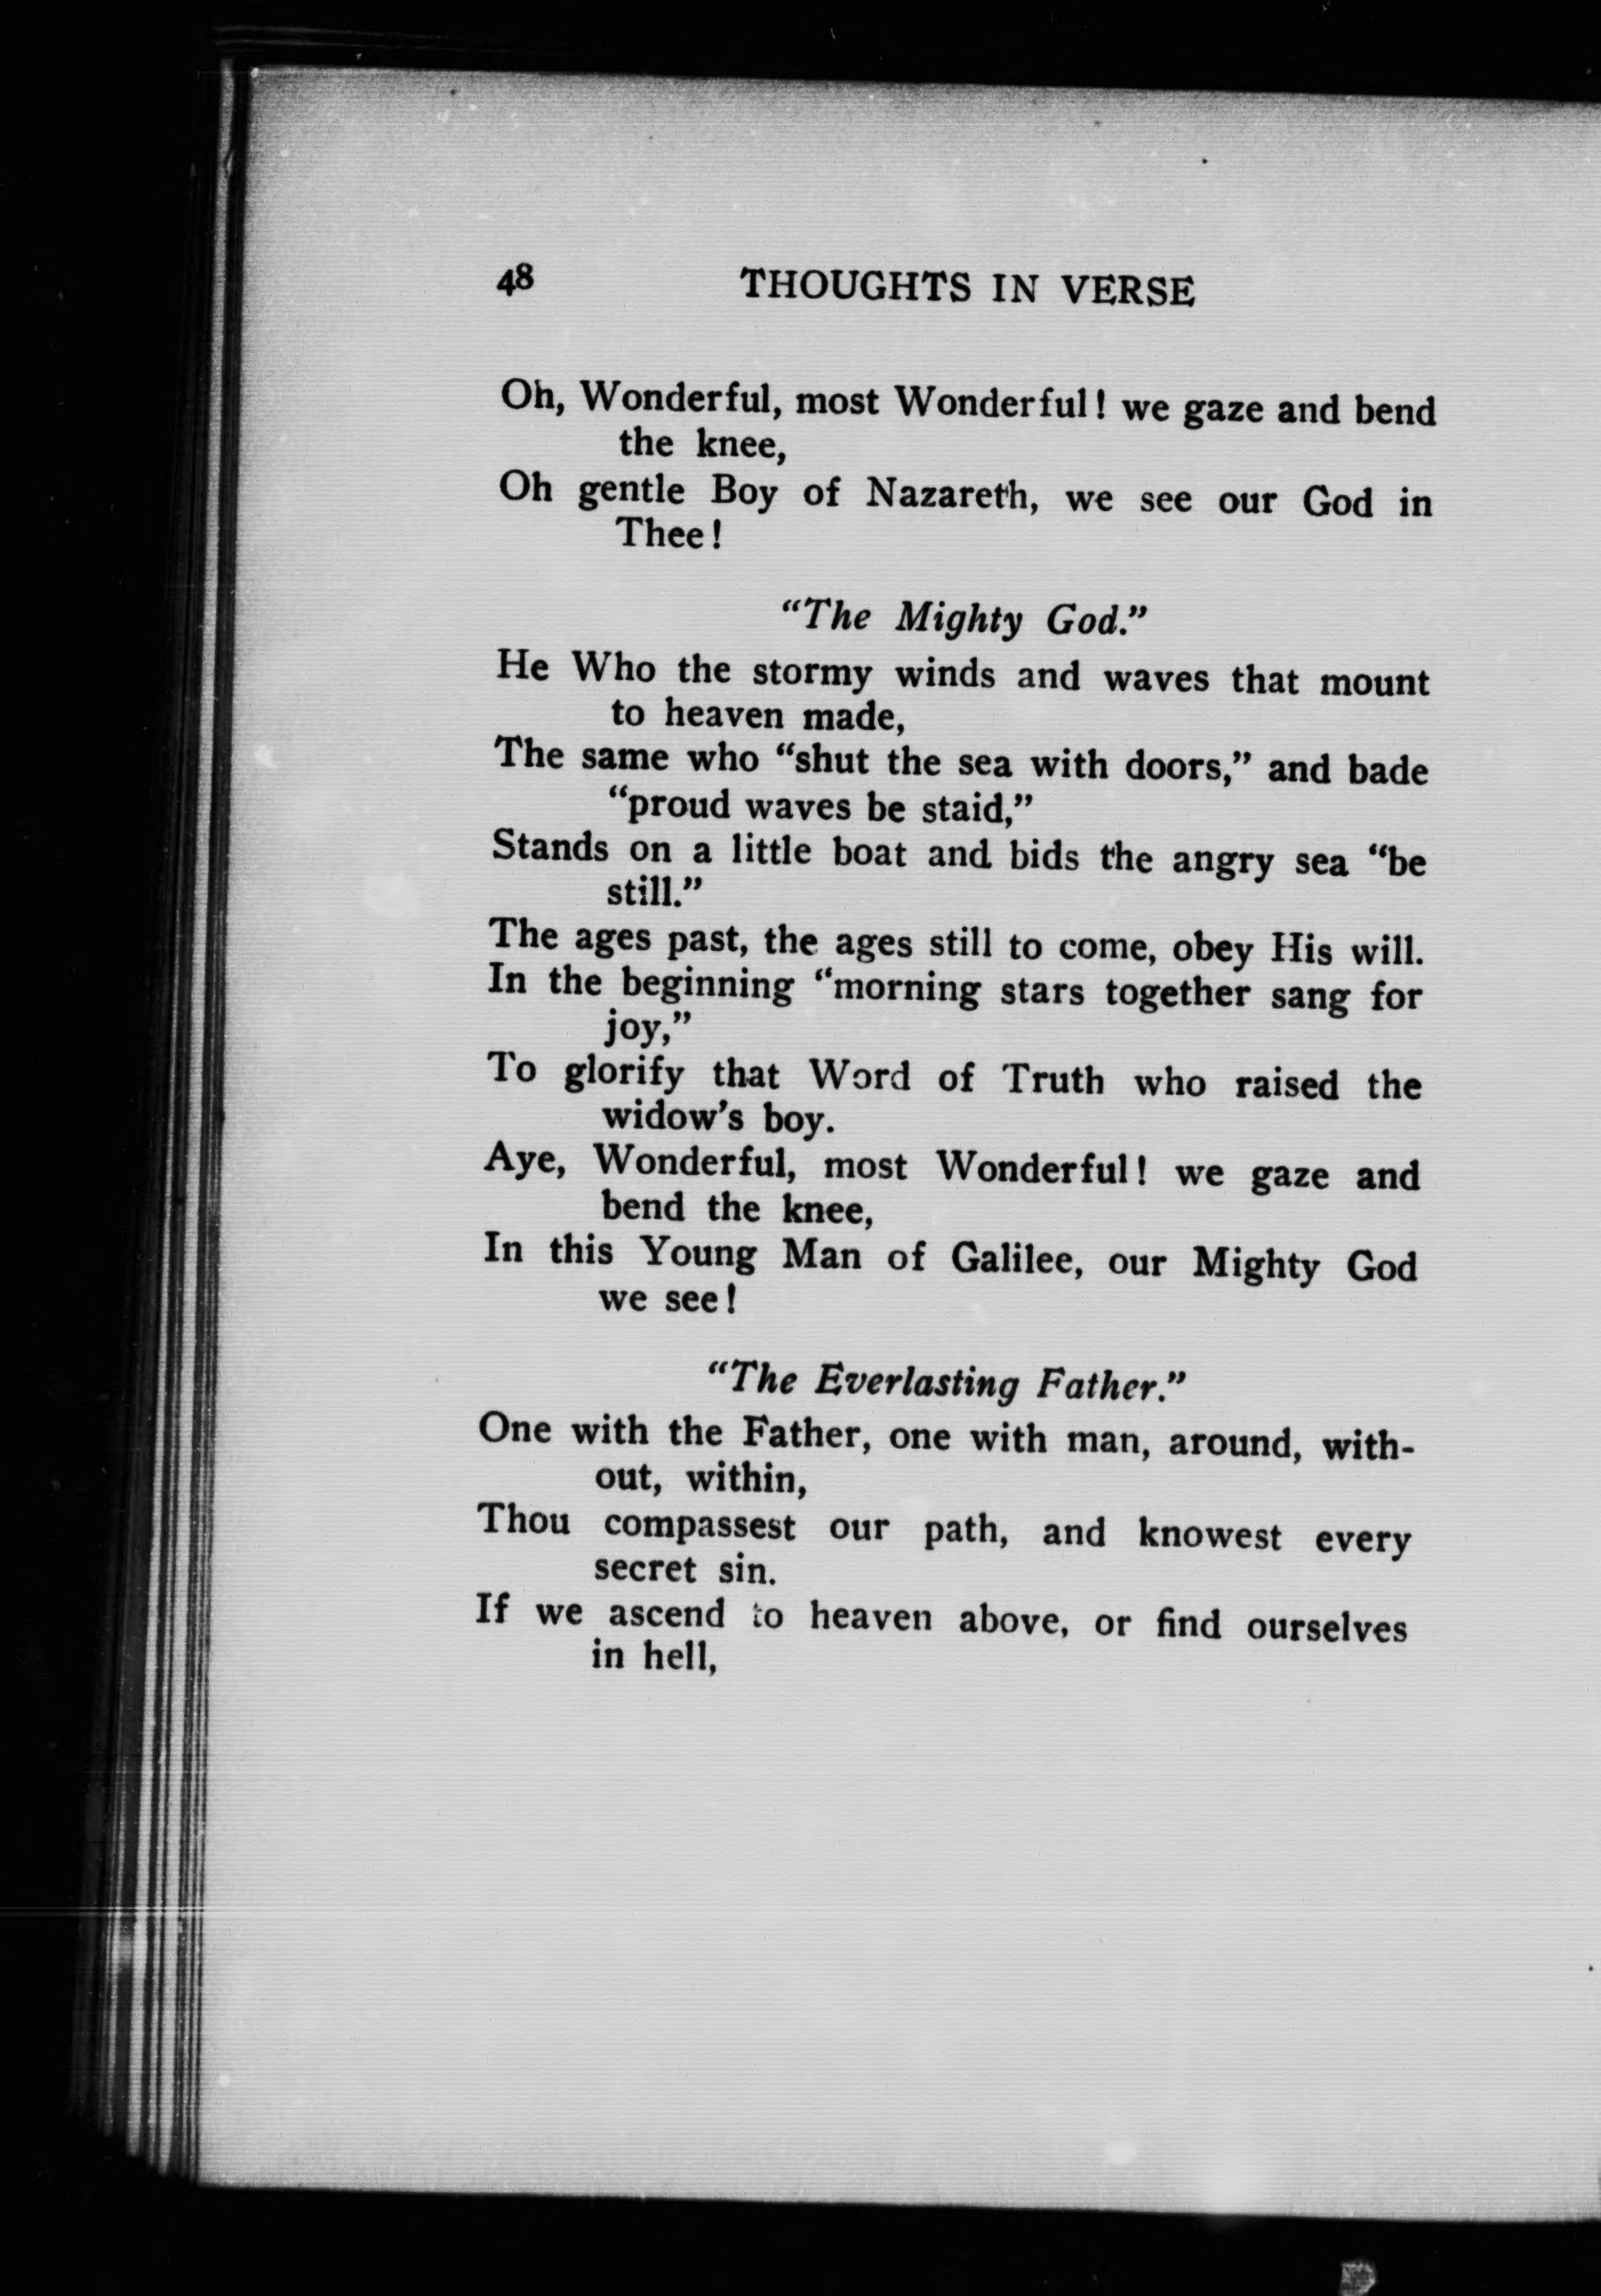 48 THOUGHTS IN VERSE
Oh, Wonderful, most Wonderful! we gaze and bend
the knee,
Oh gentle Boy of Nazareth, we see our God in
Thee!
"The Mighty God."
He Who the stormy winds and waves that mount
to heaven made,
The same who "shut the sea with doors," and bade
"proud waves be staid,"
Stands on a little boat and bids the angry sea "be
still."
The ages past, the ages still to come, obey His will.
In the beginning "morning stars together sang for
joy,"
To glorify that Word of Truth who raised the
widow's boy.
Aye, Wonderful, most Wonderful! we gaze and
bend the knee,
In this Young Man of Galilee, our Mighty God
we see!
"The Everlasting Father."
One with the Father, one with man, around, with-
out, within,
Thou compassest our path, and knowest every
secret sin.
If we ascend to heaven above, or find ourselves
in hell,